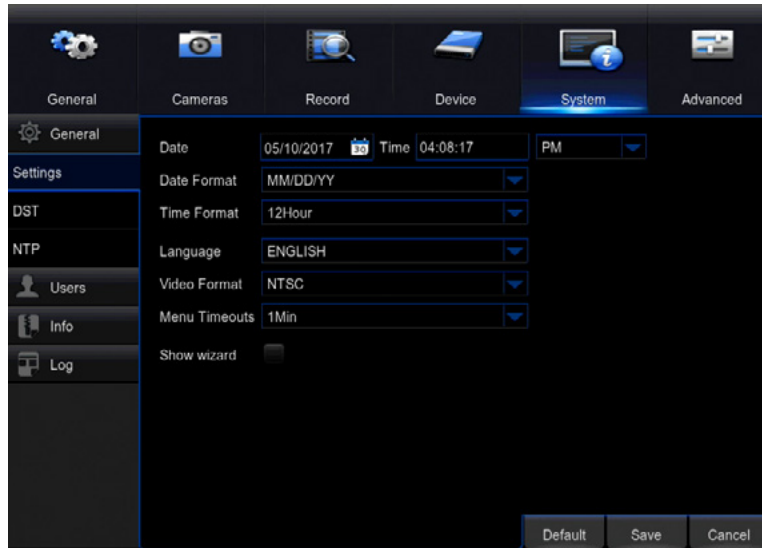 General Cameras Record Device System Advanced
General
Settings
DST
NTP
Users
Info
Log
Date 05/10/2017 30 Time 04:08:17 PM
Date Format MM/DD/YY
Time Format 12Hour
Language ENGLISH
Video Format NTSC
Menu Timeouts 1Min
Show wizard
Default Save Cancel